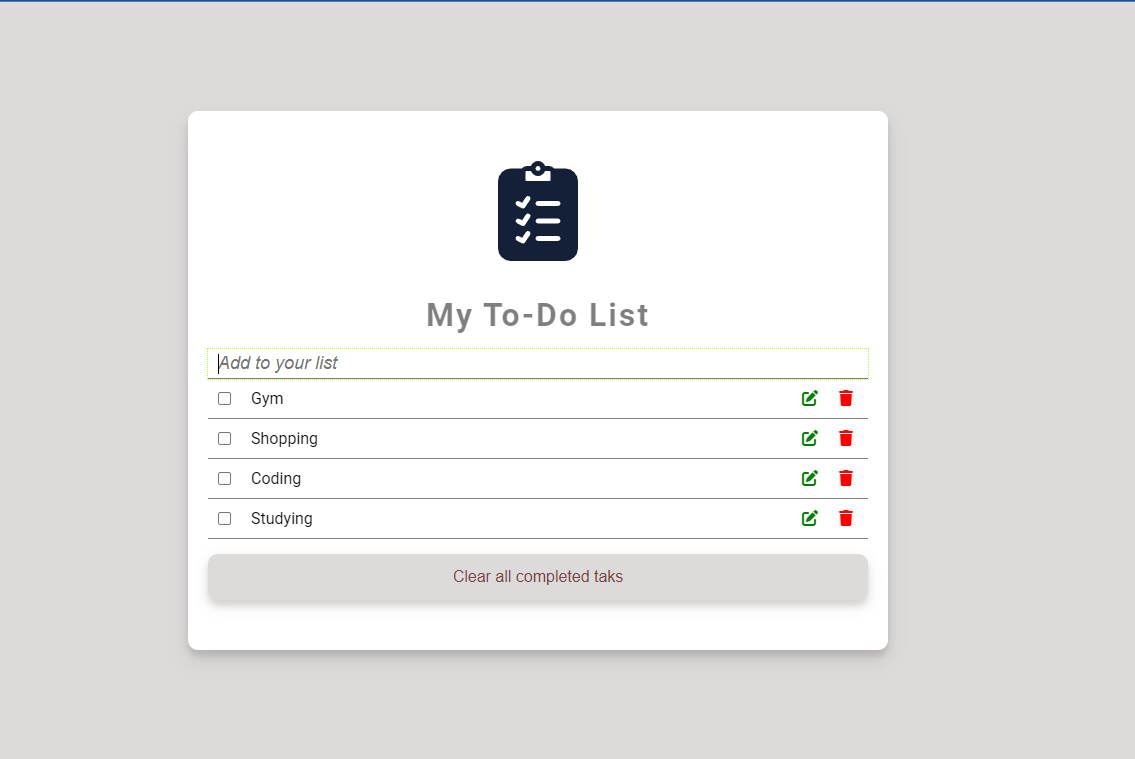 My To-Do List
Add to your list
Gym
Shopping
Coding
Studying
Clear all completed taks